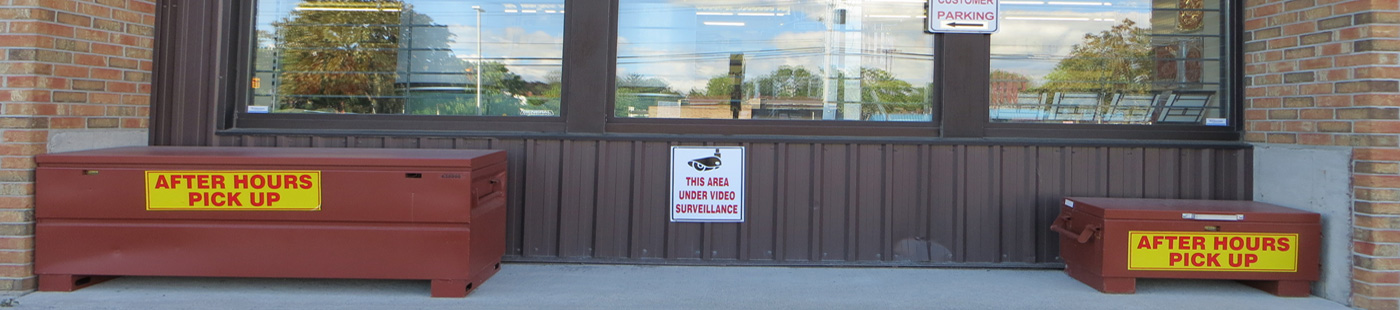 CUSTOMER
PARKING
AFTER HOURS
PICK UP
THIS AREA
UNDER VIDEO
SURVEILLANCE
AFTER HOURS
PICK UP